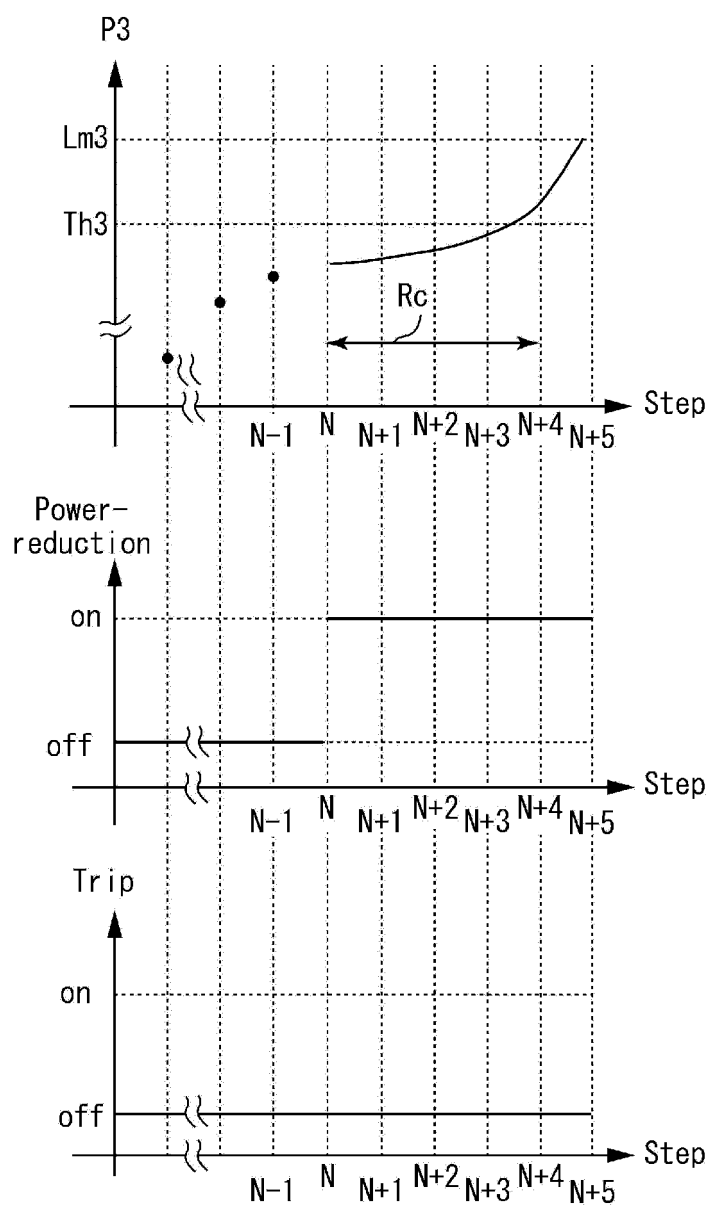 P3
Lm3
Th3
Rc
Step
N-1 N N+1 N+2 N+3 N+4 N+5
Power-
reduction
on
off
Step
N-1 N N+1 N+2 N+3 N+4 N+5
Trip
on
off
Step
N-1 N N+1 N+2 N+3 N+4 N+5